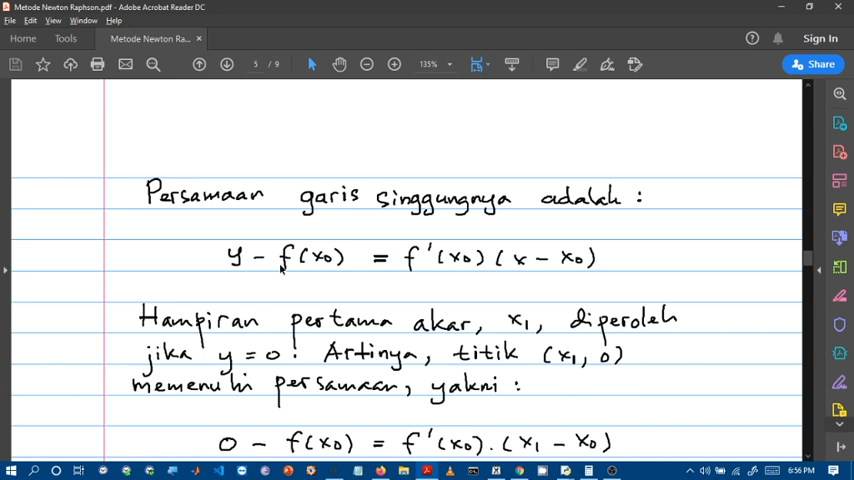 Metode Newton Raphson.pdf - Adobe Acrobat Reader DC
File Edit View Window Help
Home Tools Metode Newton Ra... × Sign In
5 / 9 135% Share
Persamaan garis singgungnya adalah :
y - f(x0) = f'(x0) (x - x0)
Hampiran pertama akar, x1, diperoleh
jika y = 0. Artinya, titik (x1, 0)
memenuhi persamaan, yakni :
0 - f(x0) = f'(x0) . (x1 - x0)
6:56 PM